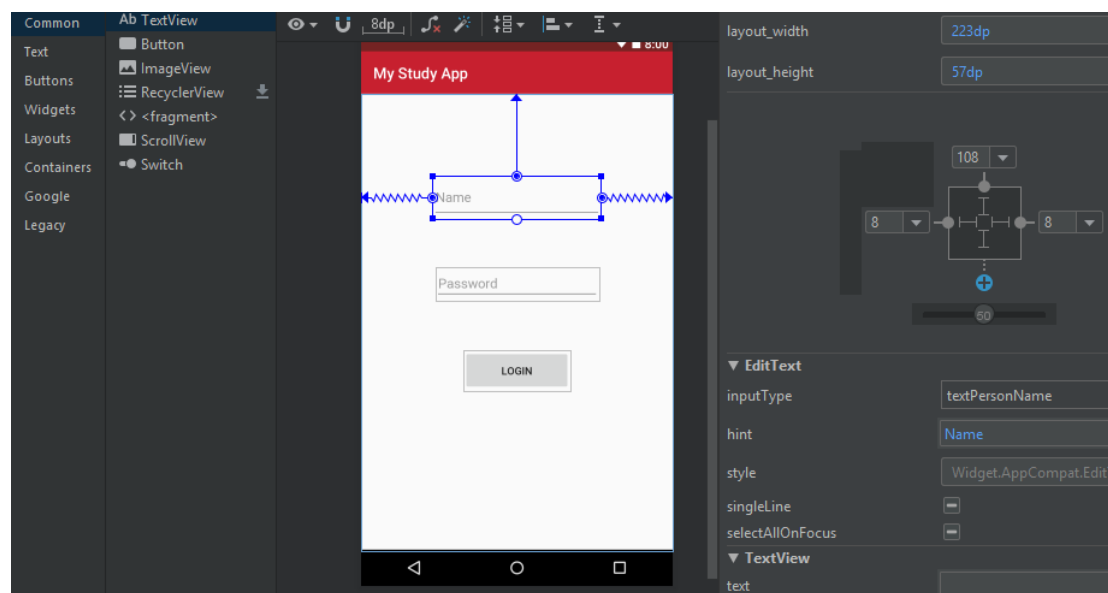 Common
Text
Buttons
Widgets
Layouts
Containers
Google
Legacy
Ab TextView
Button
ImageView
RecyclerView
<fragment>
ScrollView
Switch
8dp
8:00
My Study App
Name
Password
LOGIN
layout_width 223dp
layout_height 57dp
108
8 8
50
EditText
inputType textPersonName
hint Name
style Widget.AppCompat.Edit
singleLine
selectAllOnFocus
TextView
text